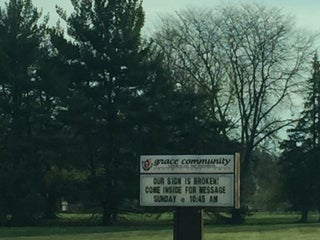 grace community
OUR SIGN IS BROKEN!
COME INSIDE FOR MESSAGE
SUNDAY @ 10:45 AM